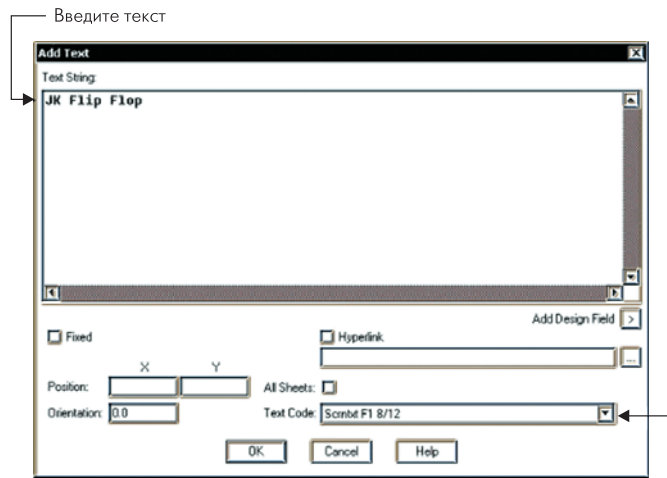 Введите текст
Add Text
Text String:
JK Flip Flop
Add Design Field >
Fixed
Hyperlink
...
X Y
Position:
All Sheets:
Orientation: 0.0
Text Code: Scrntxt F1 8/12
OK Cancel Help